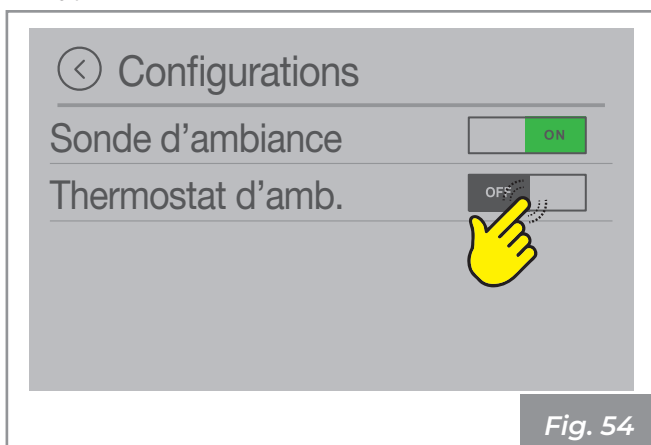 Configurations
Sonde d'ambiance ON
Thermostat d'amb. OFF
Fig. 54